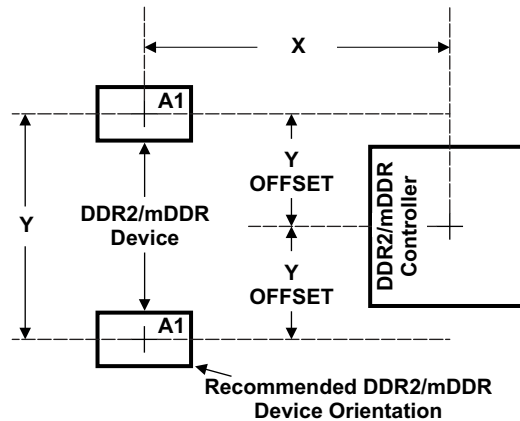 X
A1
Y
OFFSET
Y
DDR2/mDDR
Device
DDR2/mDDR
Controller
Y
OFFSET
A1
Recommended DDR2/mDDR
Device Orientation